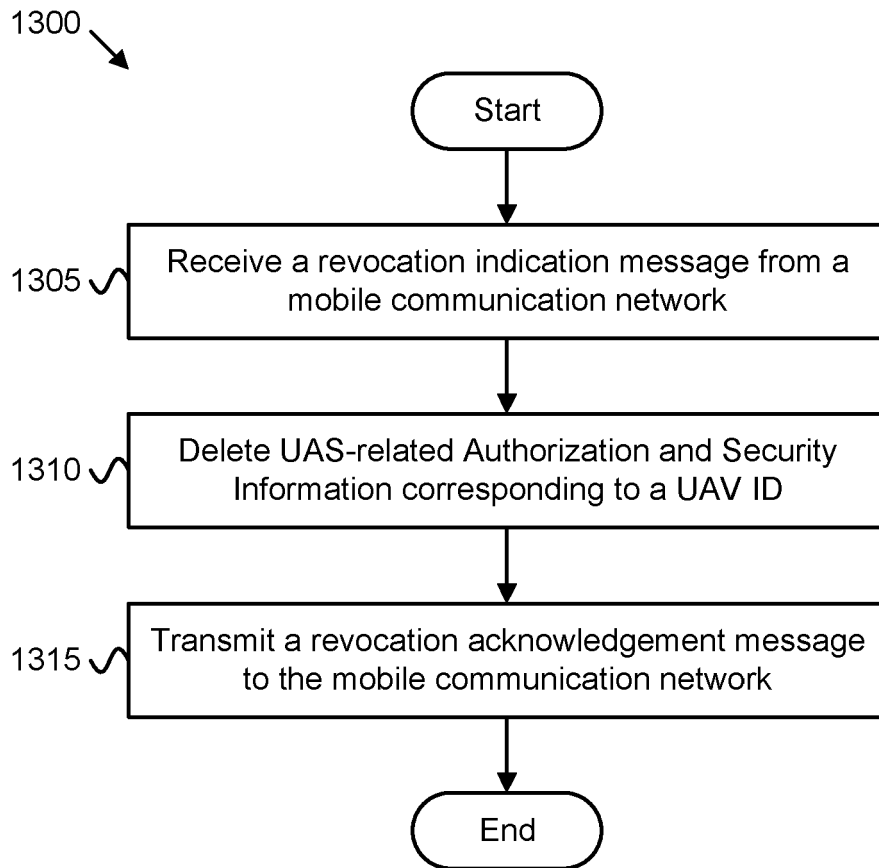 1300
Start
1305
Receive a revocation indication message from a
mobile communication network
1310
Delete UAS-related Authorization and Security
Information corresponding to a UAV ID
1315
Transmit a revocation acknowledgement message
to the mobile communication network
End